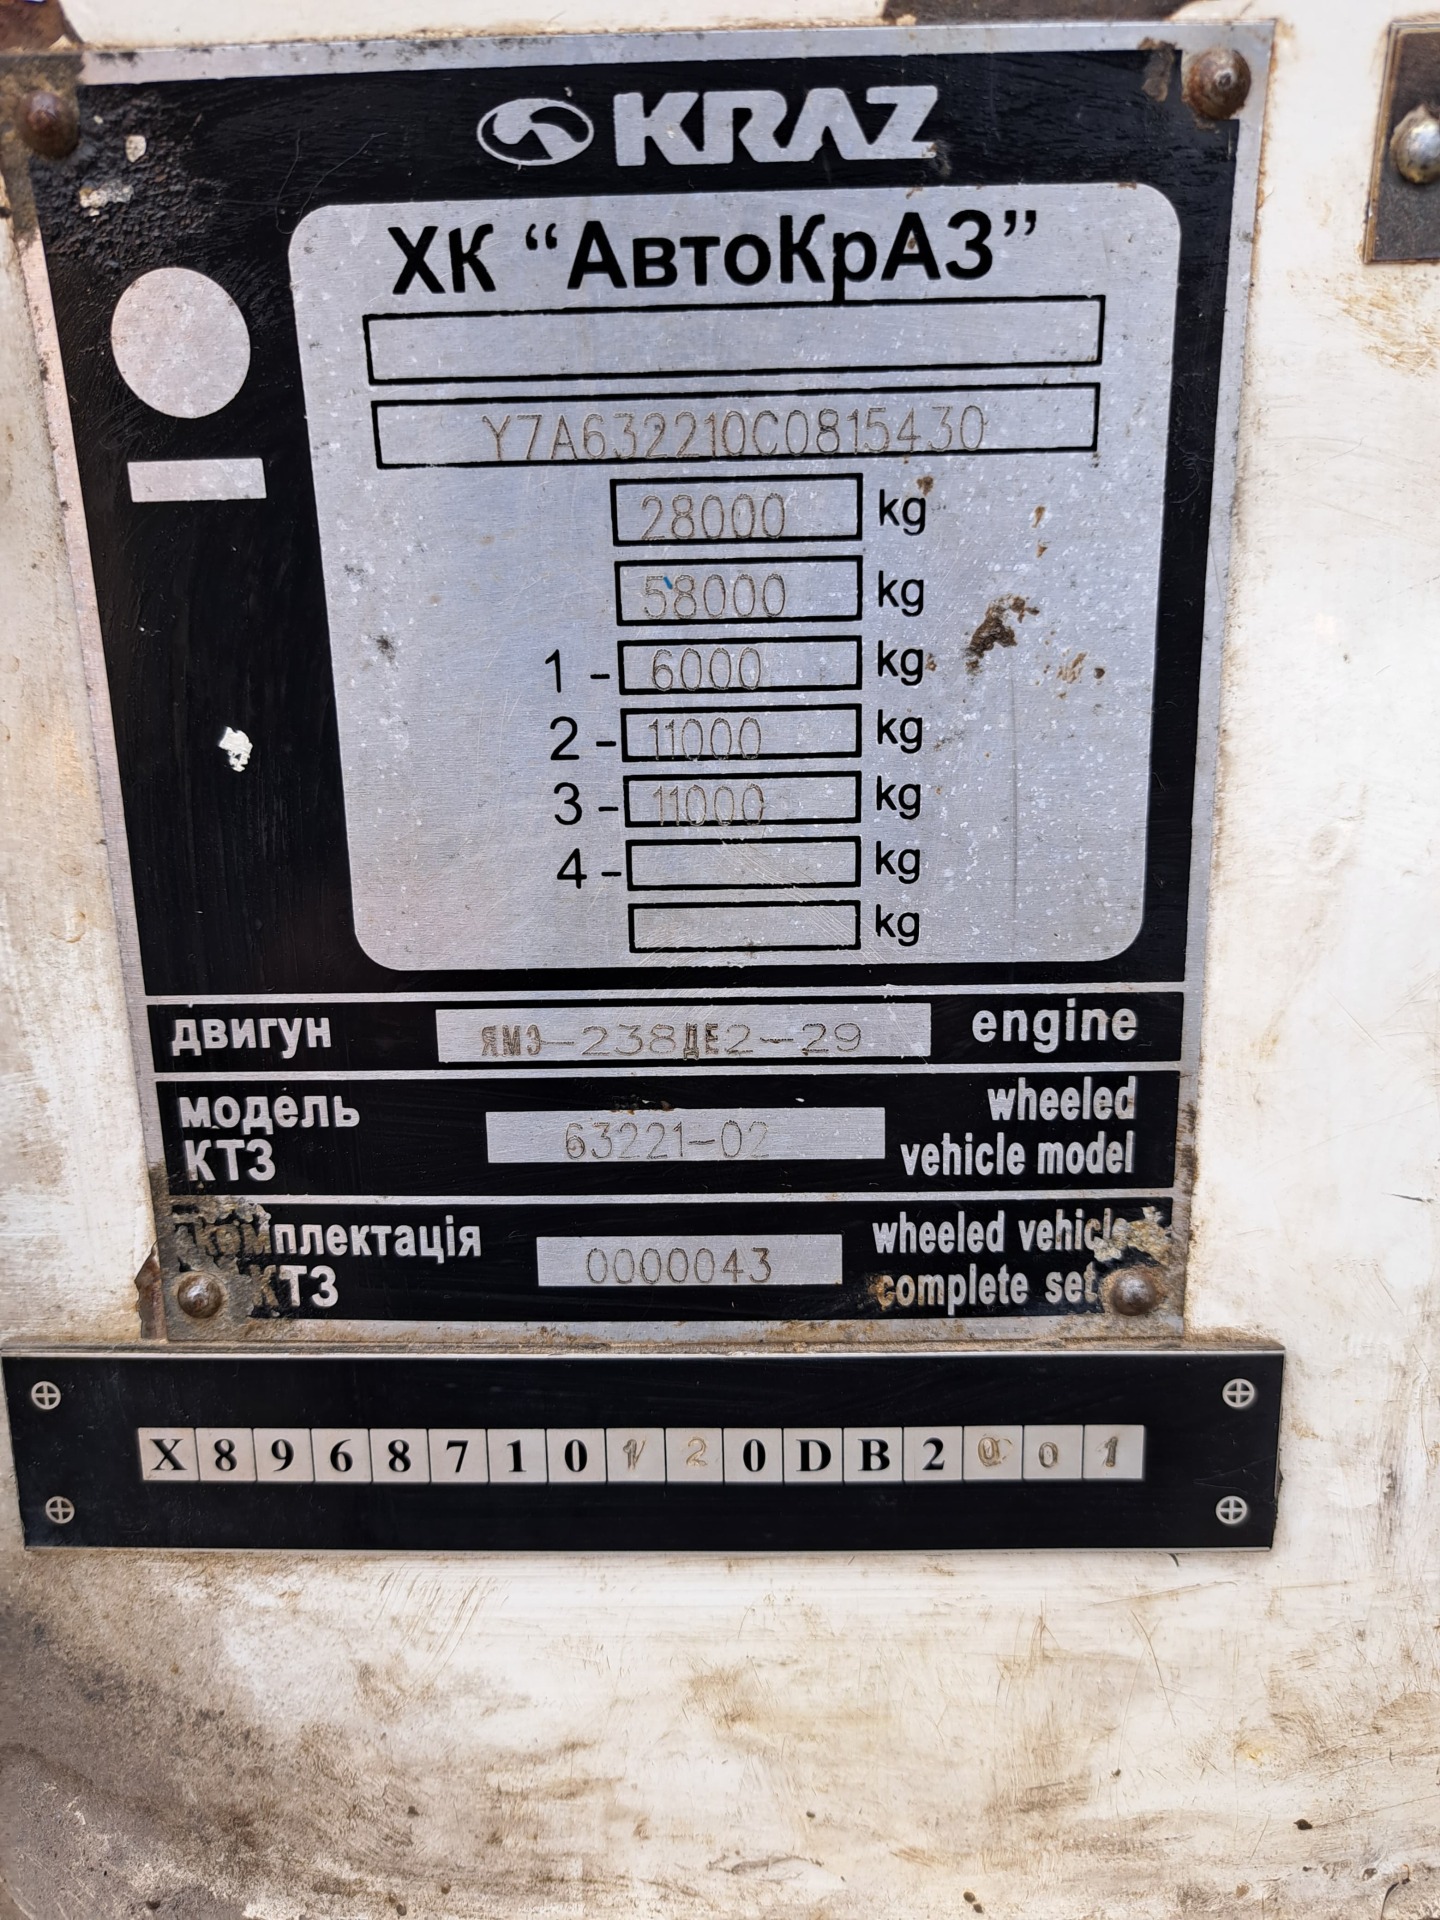 KRAZ
ХК “АвтоКрАЗ”
Y7A632210C0815430
28000 kg
58000 kg
1 - 6000 kg
2 - 11000 kg
3 - 11000 kg
4 - kg
kg
двигун ЯМЗ-238ДЕ2-29 engine
модель КТЗ 63221-02 wheeled vehicle model
комплектація КТЗ 0000043 wheeled vehicle complete set
X8968710120DB2001